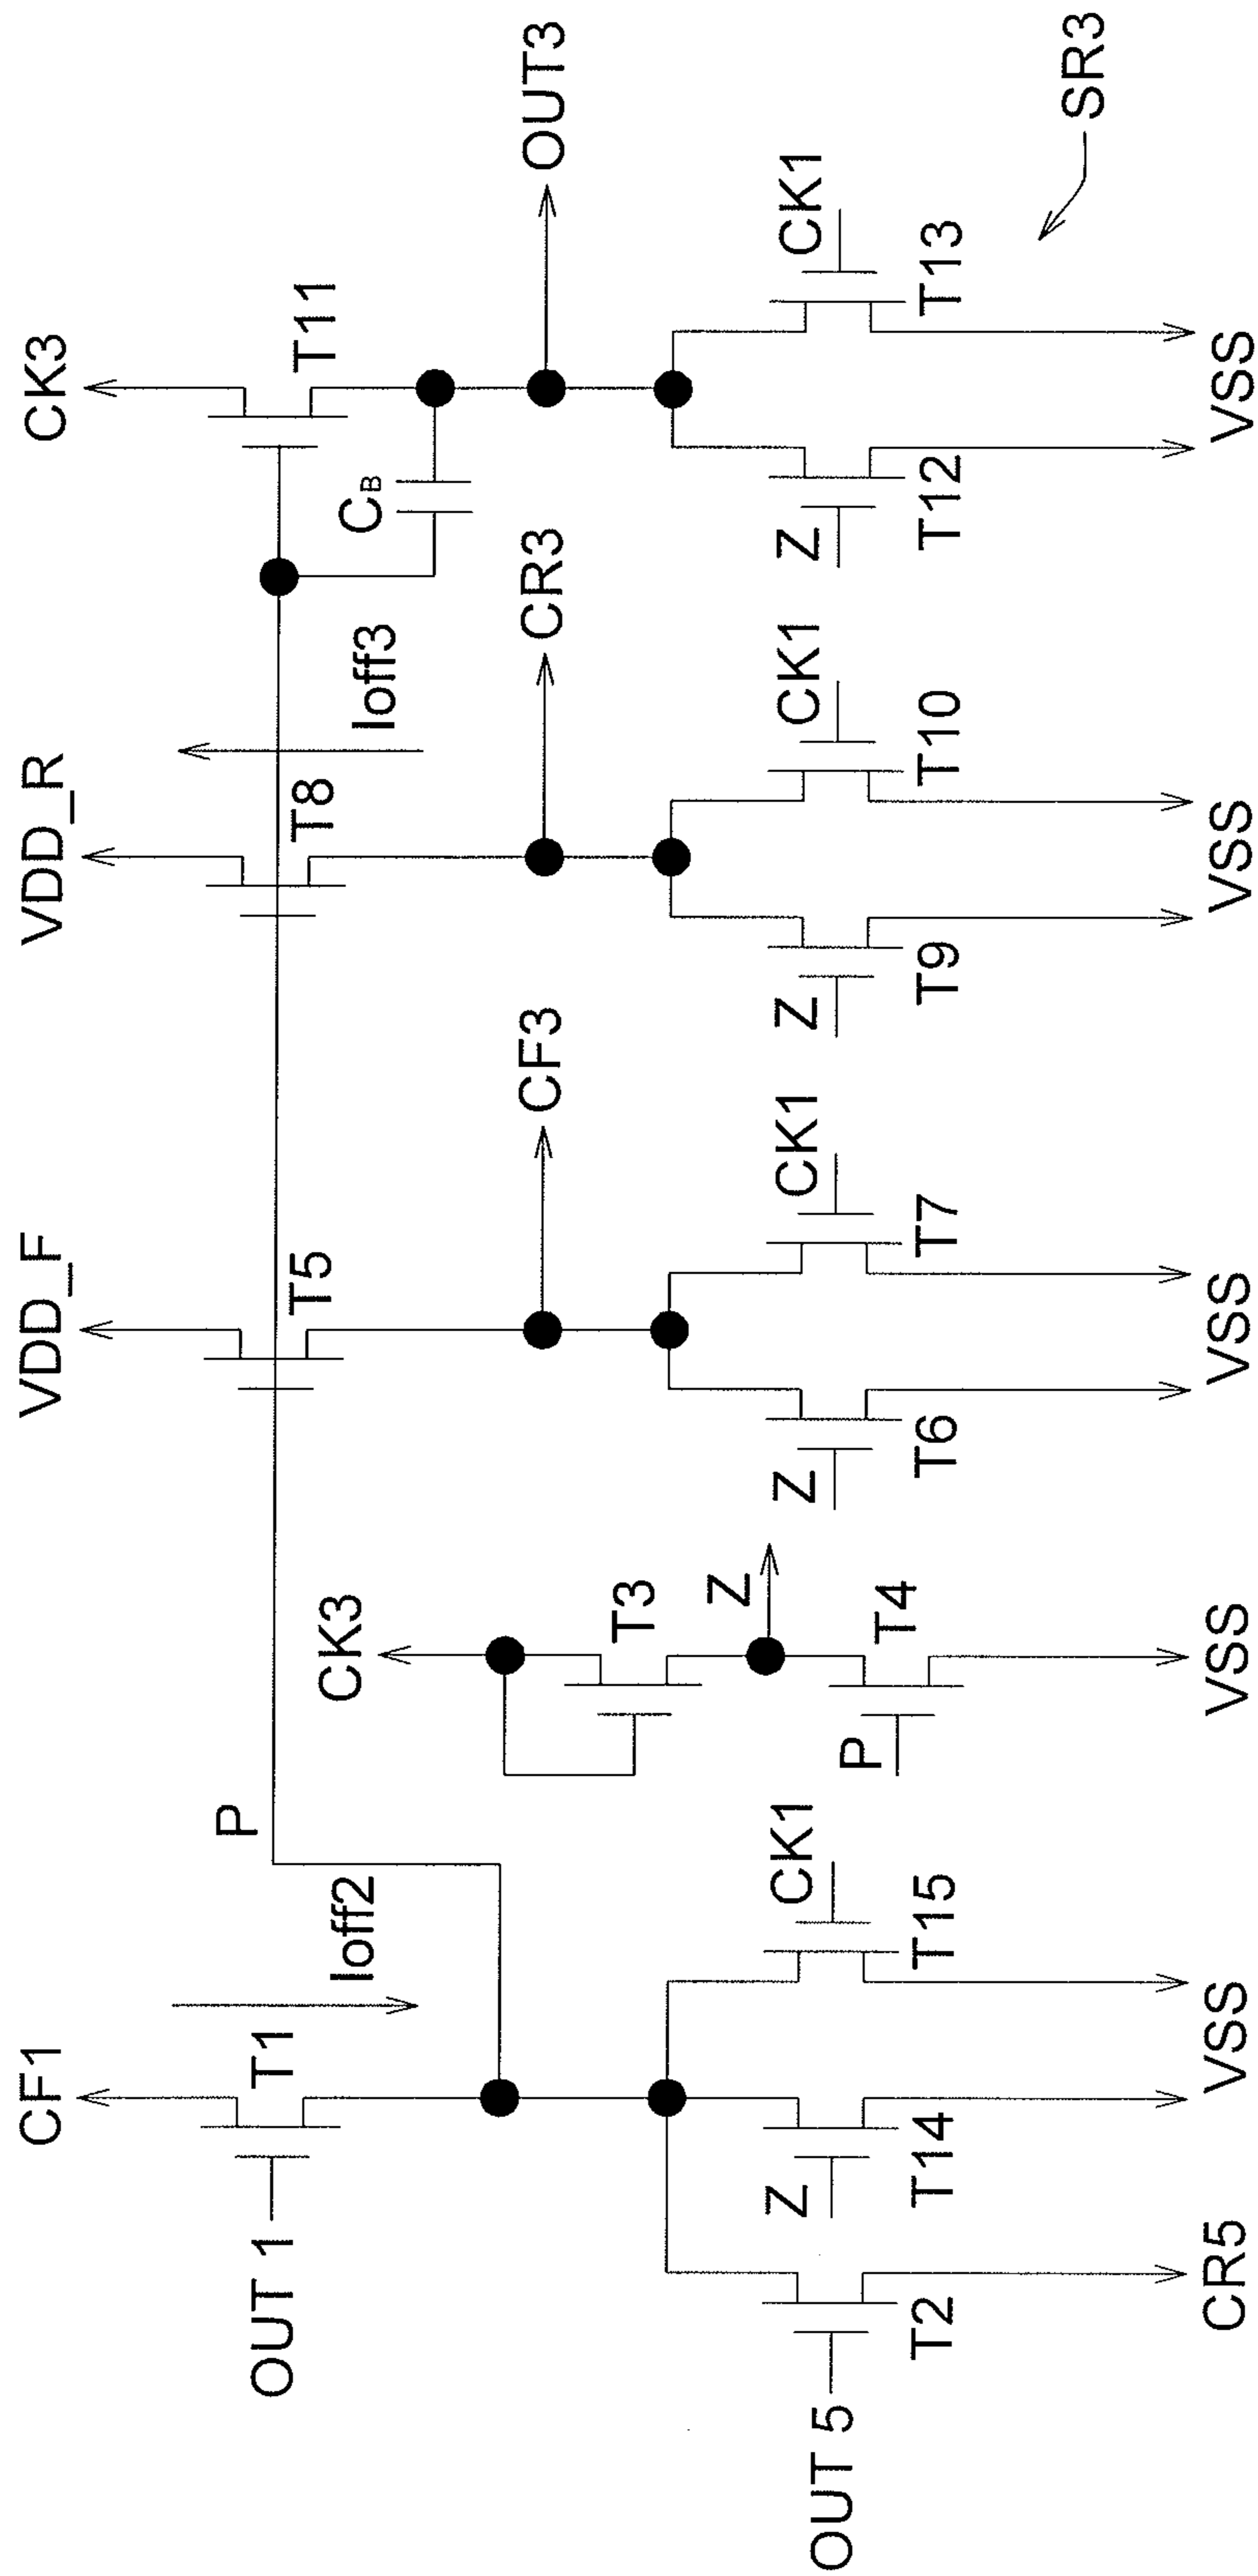 CF1
VDD_F
VDD_R
CK3
OUT 1
T1
Ioff2
P
T5
T8
Ioff3
T11
CK3
CB
T3
Z
CF3
CR3
OUT3
OUT 5
T2
Z
T14
CK1
T15
P
T4
Z
T6
CK1
T7
Z
T9
CK1
T10
Z
T12
CK1
T13
SR3
CR5
VSS
VSS
VSS
VSS
VSS